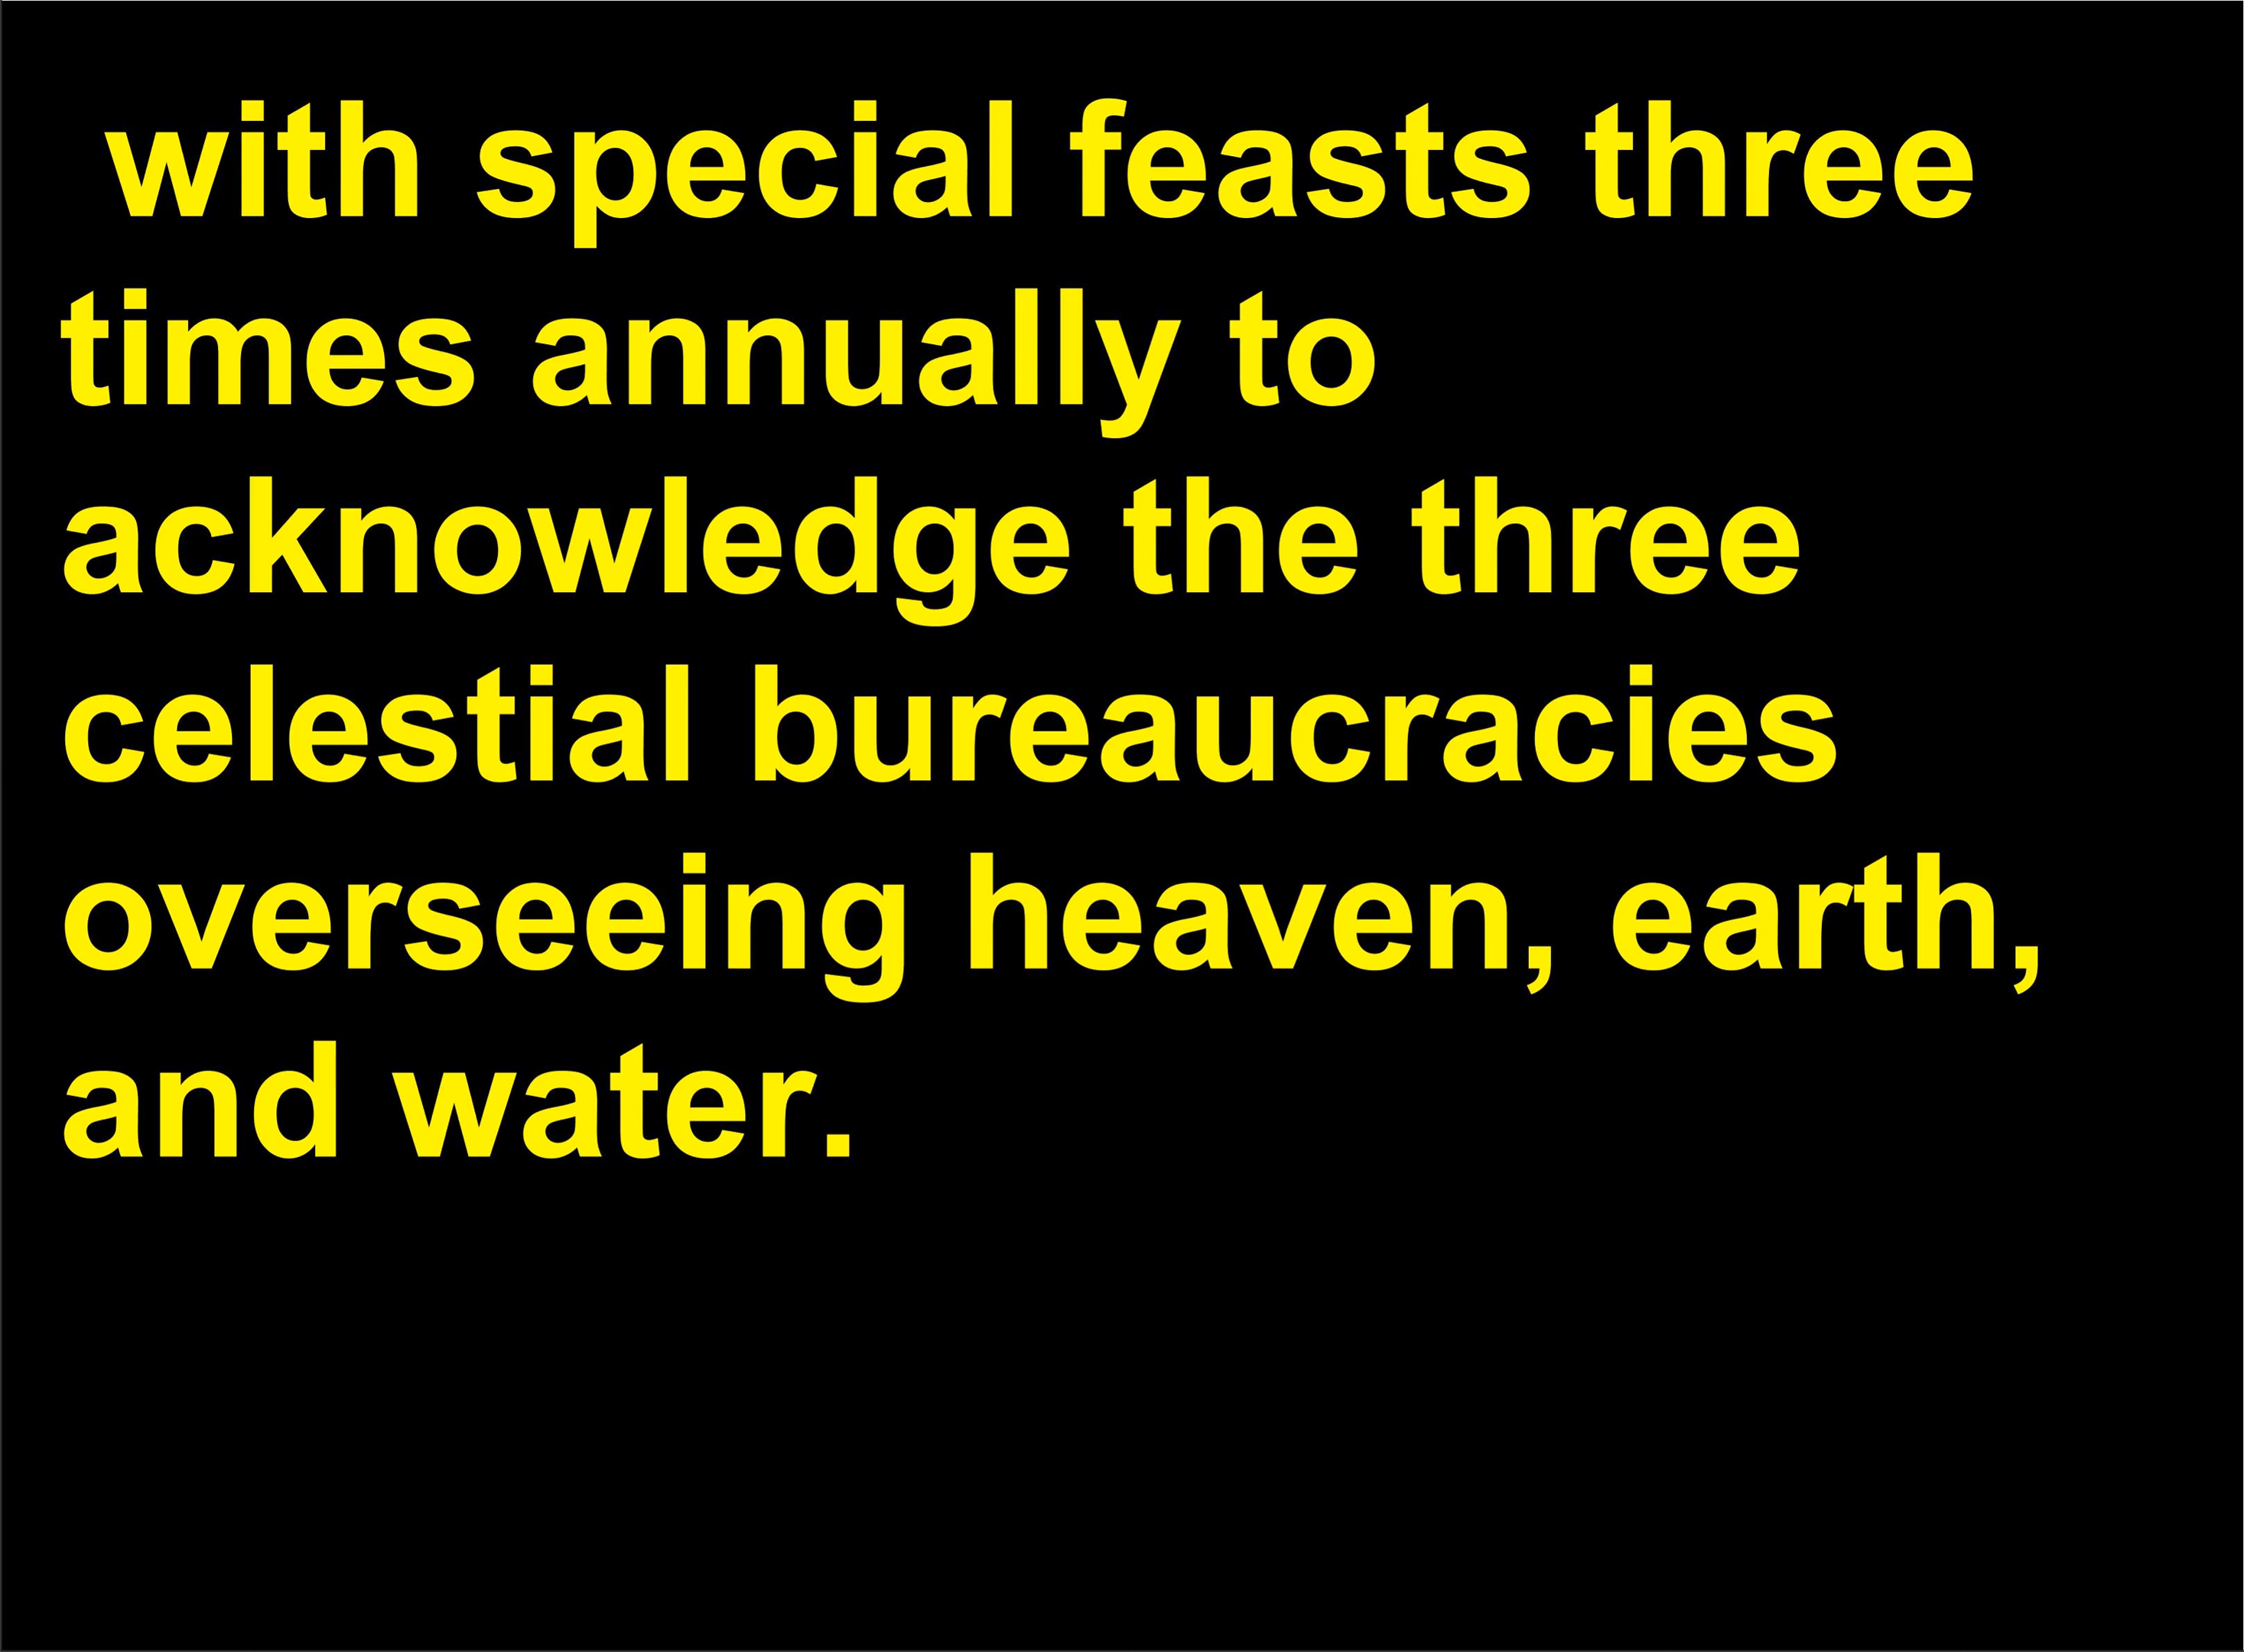 with special feasts three
times annually to
acknowledge the three
celestial bureaucracies
overseeing heaven, earth,
and water.